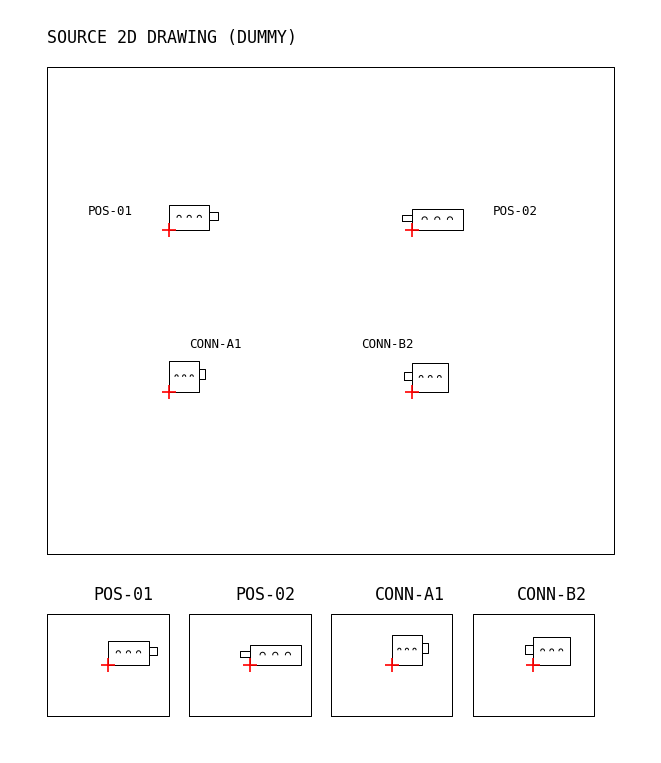 SOURCE 2D DRAWING (DUMMY)
POS-01
POS-02
CONN-A1
CONN-B2
POS-01
POS-02
CONN-A1
CONN-B2